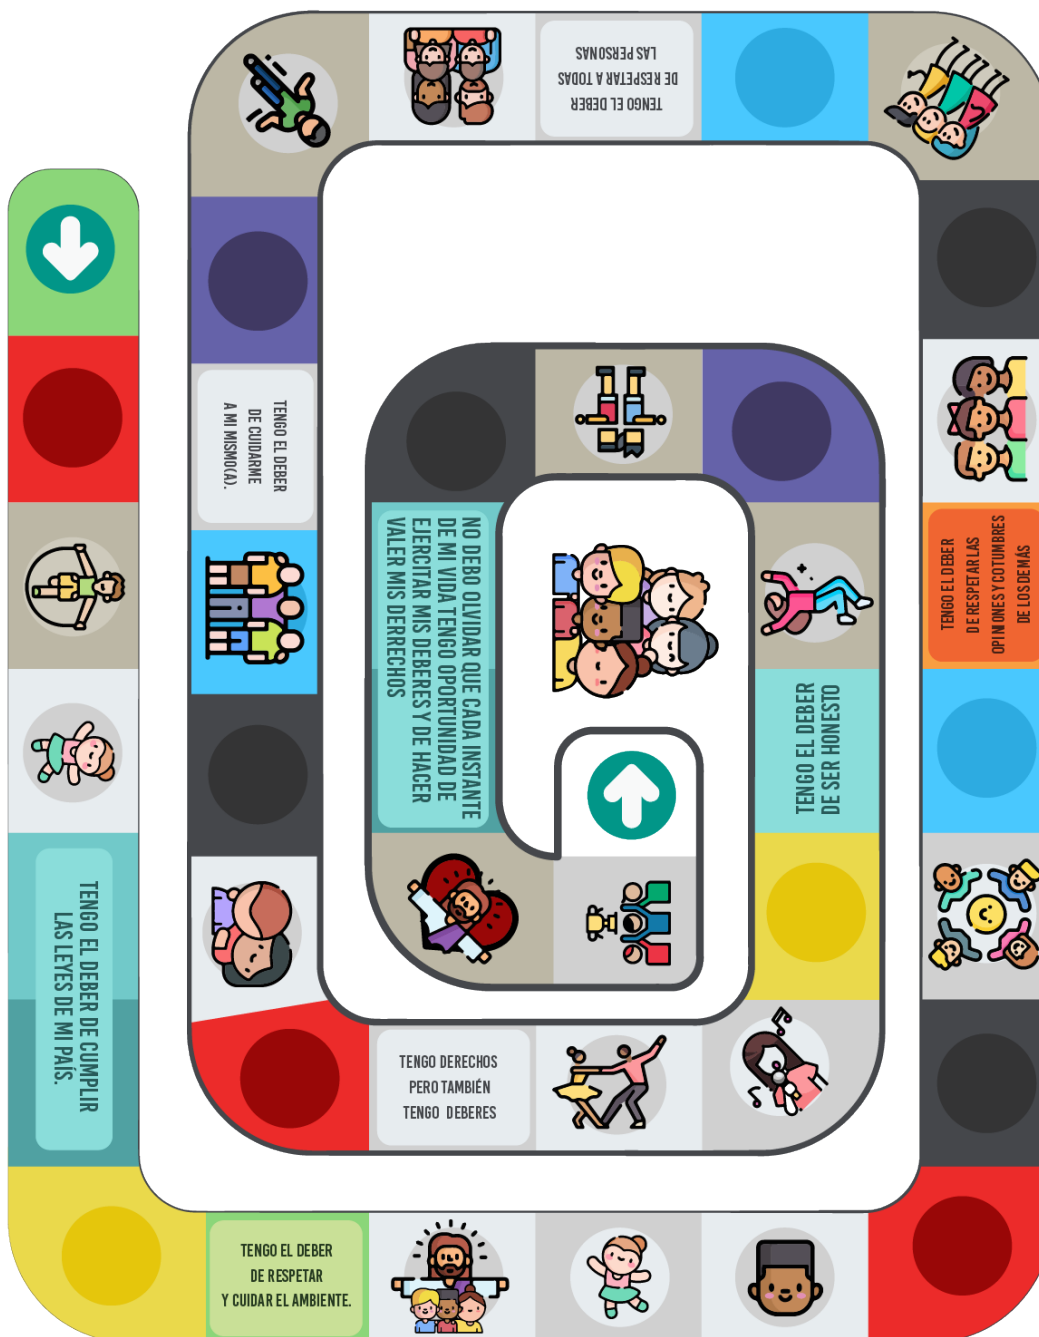 TENGO EL DEBER DE CUMPLIR
LAS LEYES DE MI PAÍS.
TENGO EL DEBER
DE RESPETAR
Y CUIDAR EL AMBIENTE.
TENGO EL DEBER
DE RESPETAR LAS
OPINIONES Y COTUMBRES
DE LOS DEMÁS
TENGO EL DEBER
DE RESPETAR A TODAS
LAS PERSONAS
TENGO EL DEBER
DE CUIDARME
A MI MISMO(A).
TENGO DERECHOS
PERO TAMBIÉN
TENGO DEBERES
TENGO EL DEBER
DE SER HONESTO
NO DEBO OLVIDAR QUE CADA INSTANTE
DE MI VIDA TENGO OPORTUNIDAD DE
EJERCITAR MIS DEBERES Y DE HACER
VALER MIS DERECHOS